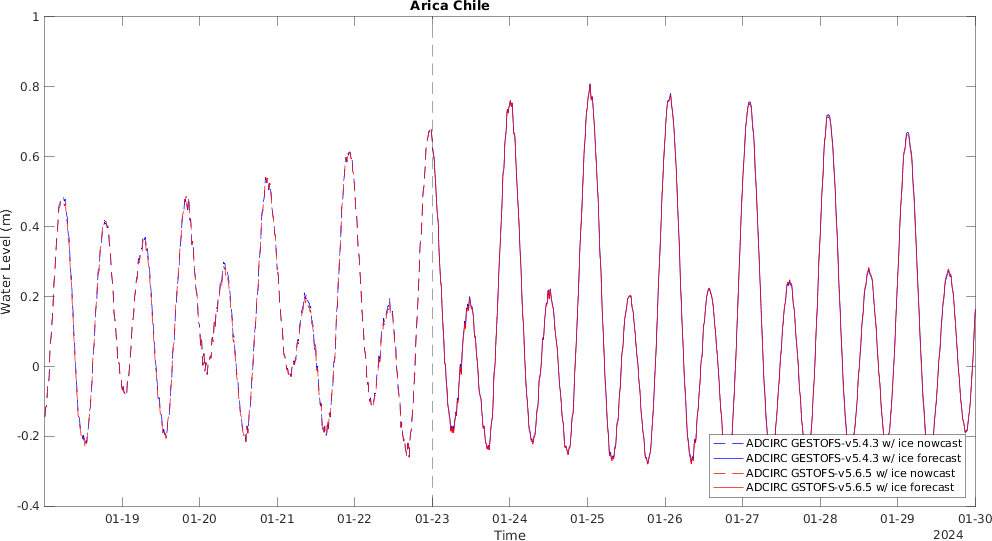 Arica Chile
1
0.8
0.6
0.4
0.2
0
-0.2
-0.4
Water Level (m)
ADCIRC GESTOFS-v5.4.3 w/ ice nowcast
ADCIRC GESTOFS-v5.4.3 w/ ice forecast
ADCIRC GSTOFS-v5.6.5 w/ ice nowcast
ADCIRC GSTOFS-v5.6.5 w/ ice forecast
01-19 01-20 01-21 01-22 01-23 01-24 01-25 01-26 01-27 01-28 01-29 01-30
Time
2024